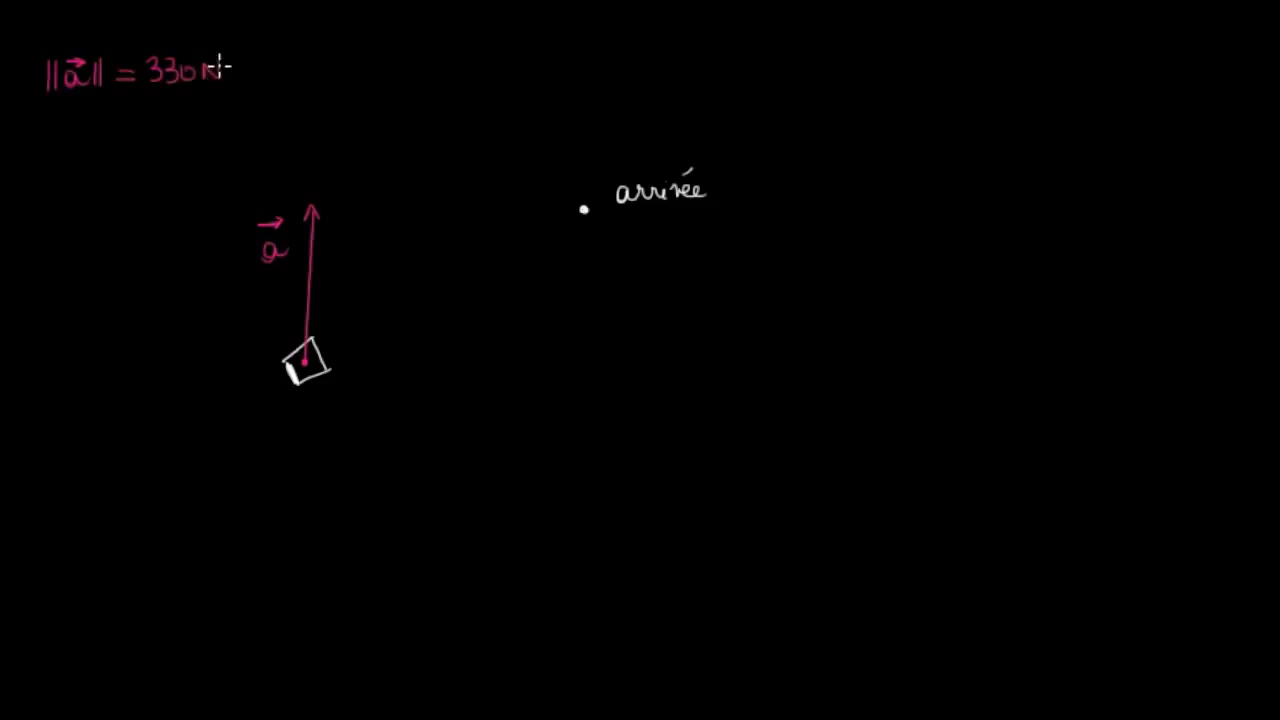 ||a⃗|| = 330 N
arrivée
a⃗